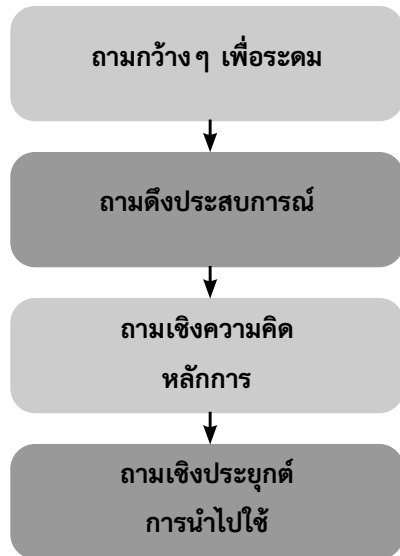 ถามกว้าง ๆ เพื่อระดม
ถามดึงประสบการณ์
ถามเชิงความคิด
หลักการ
ถามเชิงประยุกต์
การนำไปใช้